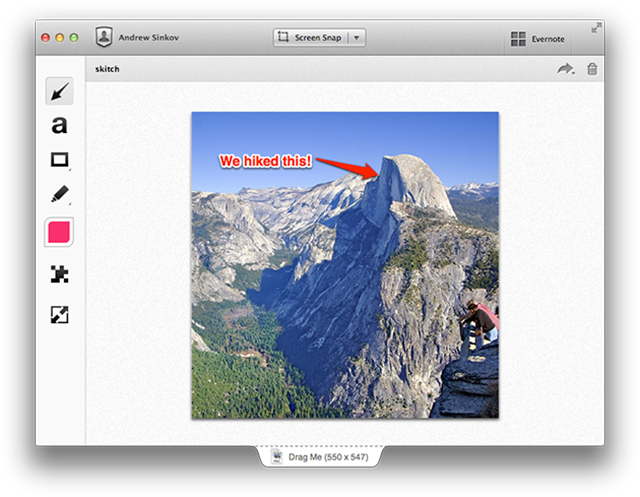 Andrew Sinkov
Screen Snap
Evernote
skitch
a
We hiked this!
Drag Me (550 x 547)